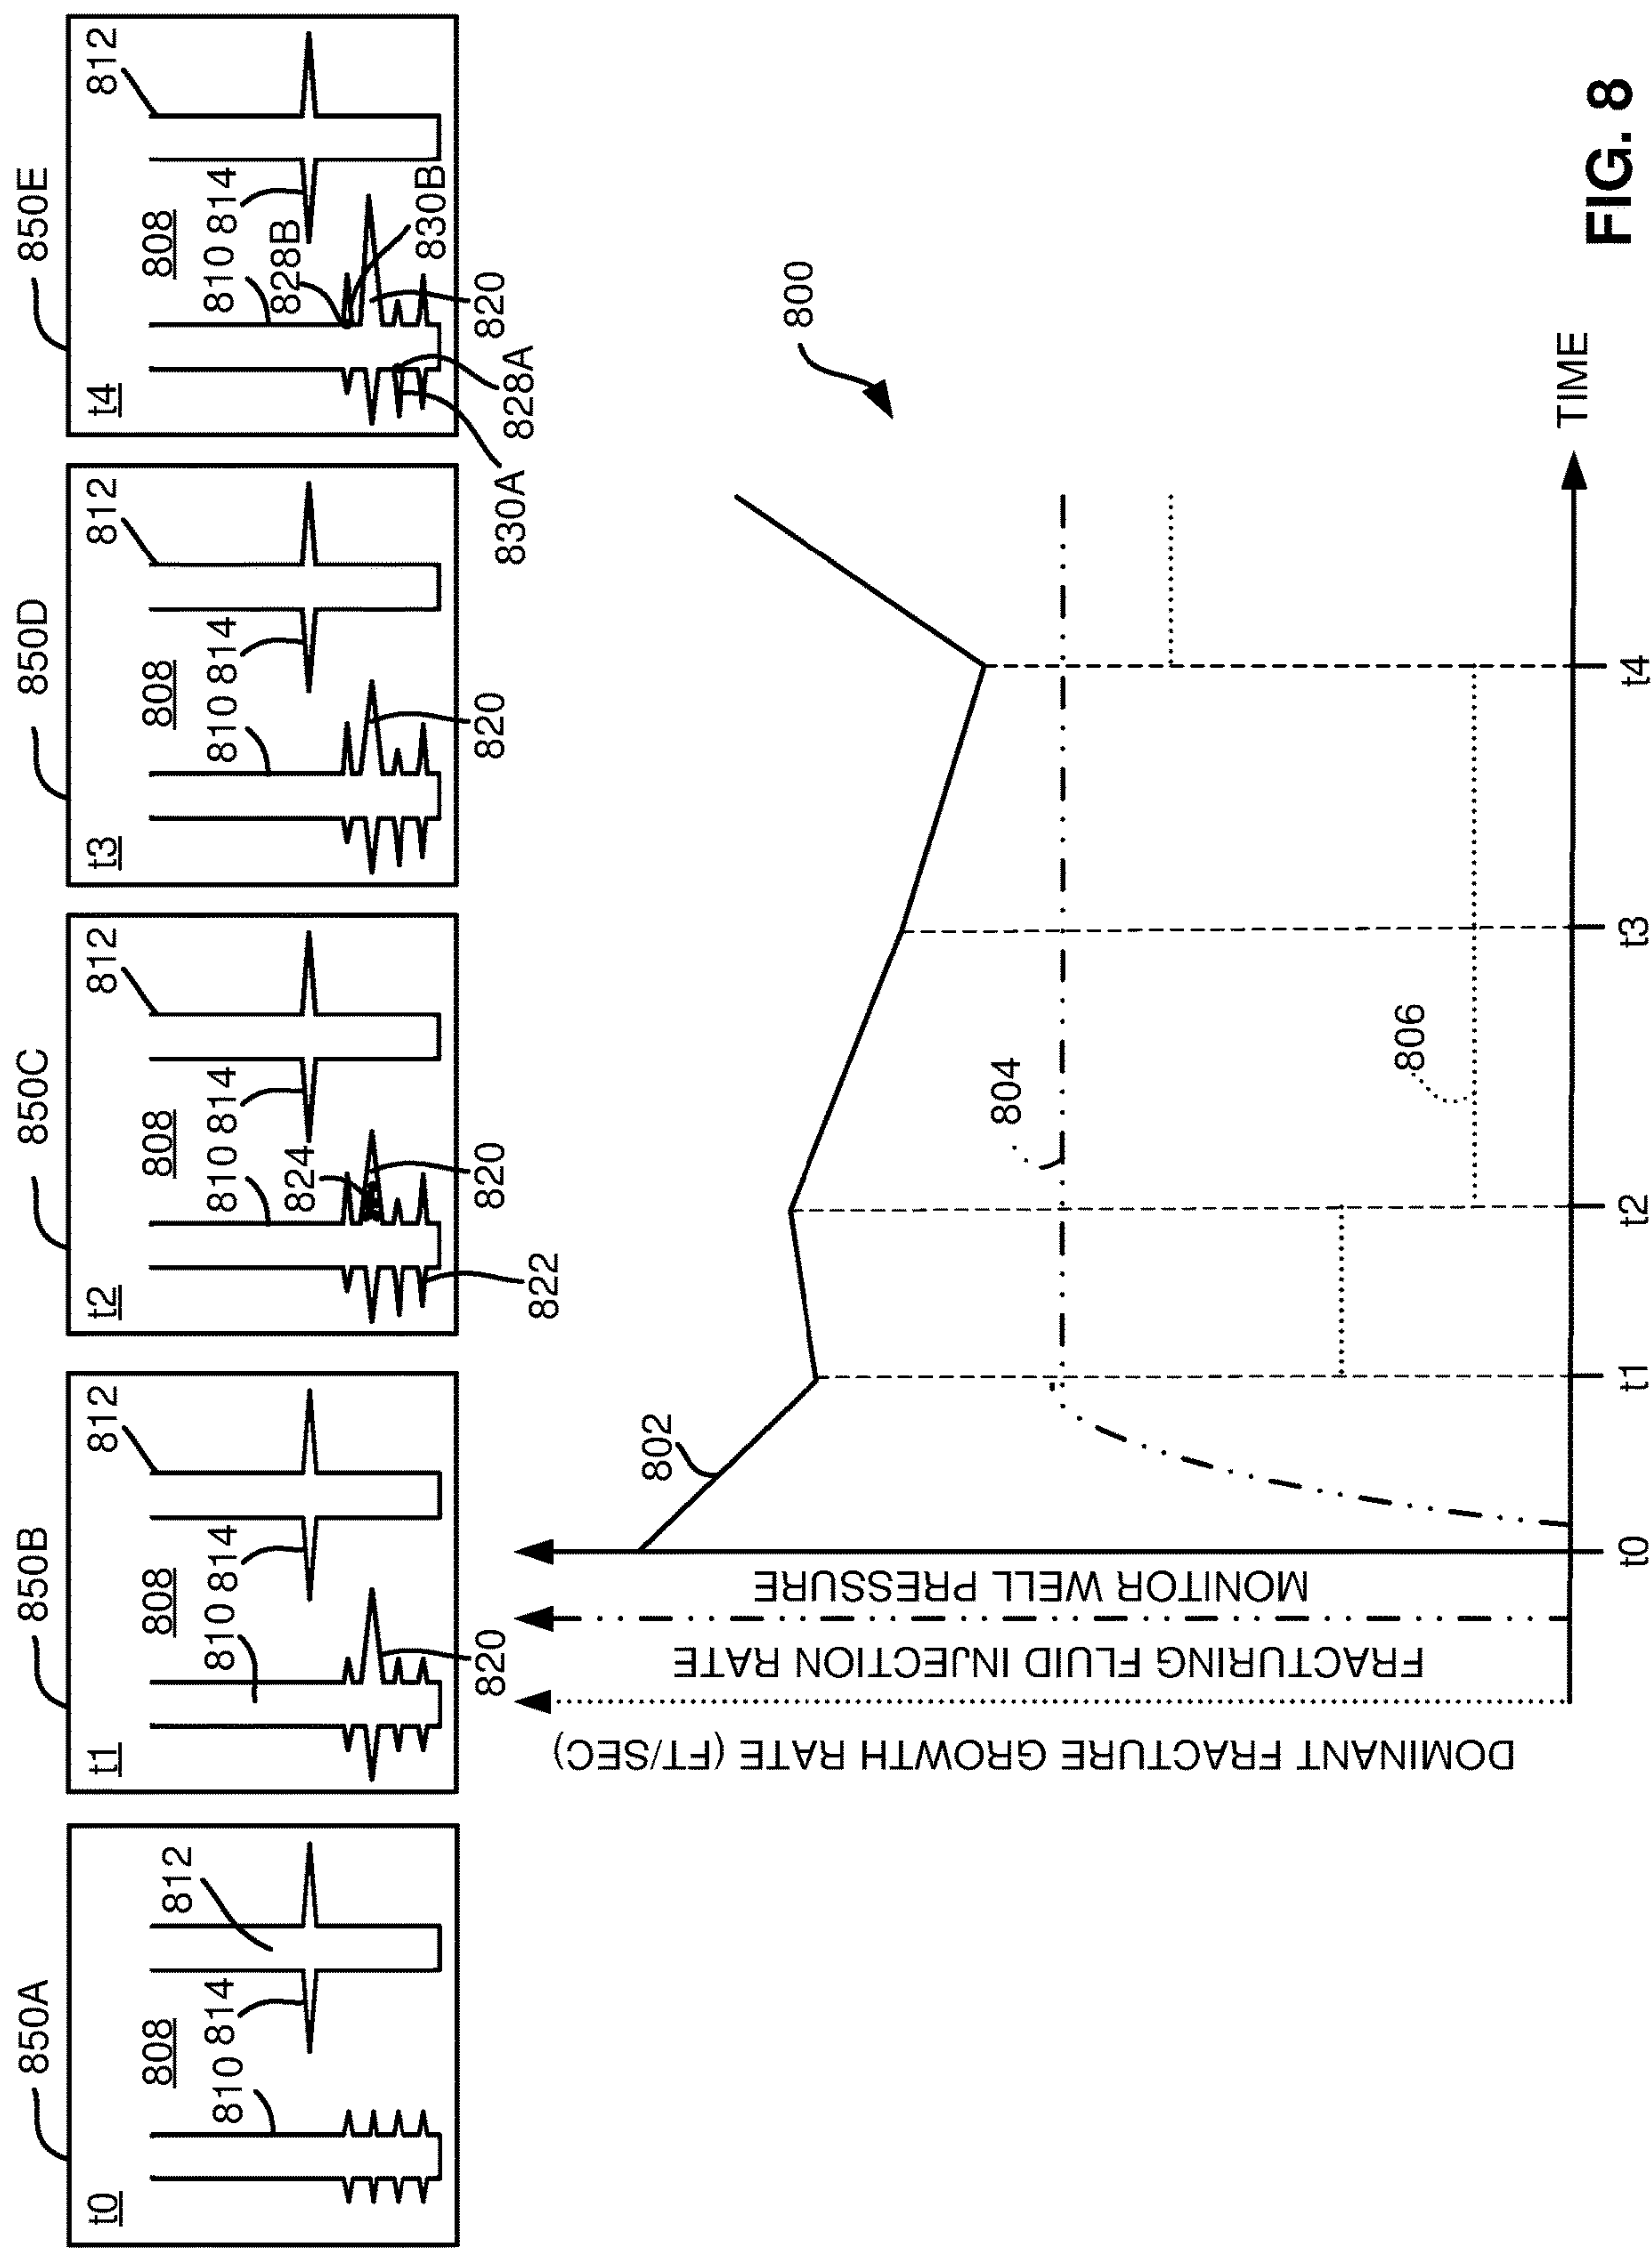 850A
850B
850C
850D
850E
t0
808
810
814
812
t1
808
810
814
812
820
t2
808
810
814
812
824
820
822
t3
808
810
814
812
820
t4
808
810
814
812
828B
830B
820
828A
830A
800
802
804
806
DOMINANT FRACTURE GROWTH RATE (FT/SEC)
FRACTURING FLUID INJECTION RATE
MONITOR WELL PRESSURE
t0
t1
t2
t3
t4
TIME
FIG. 8